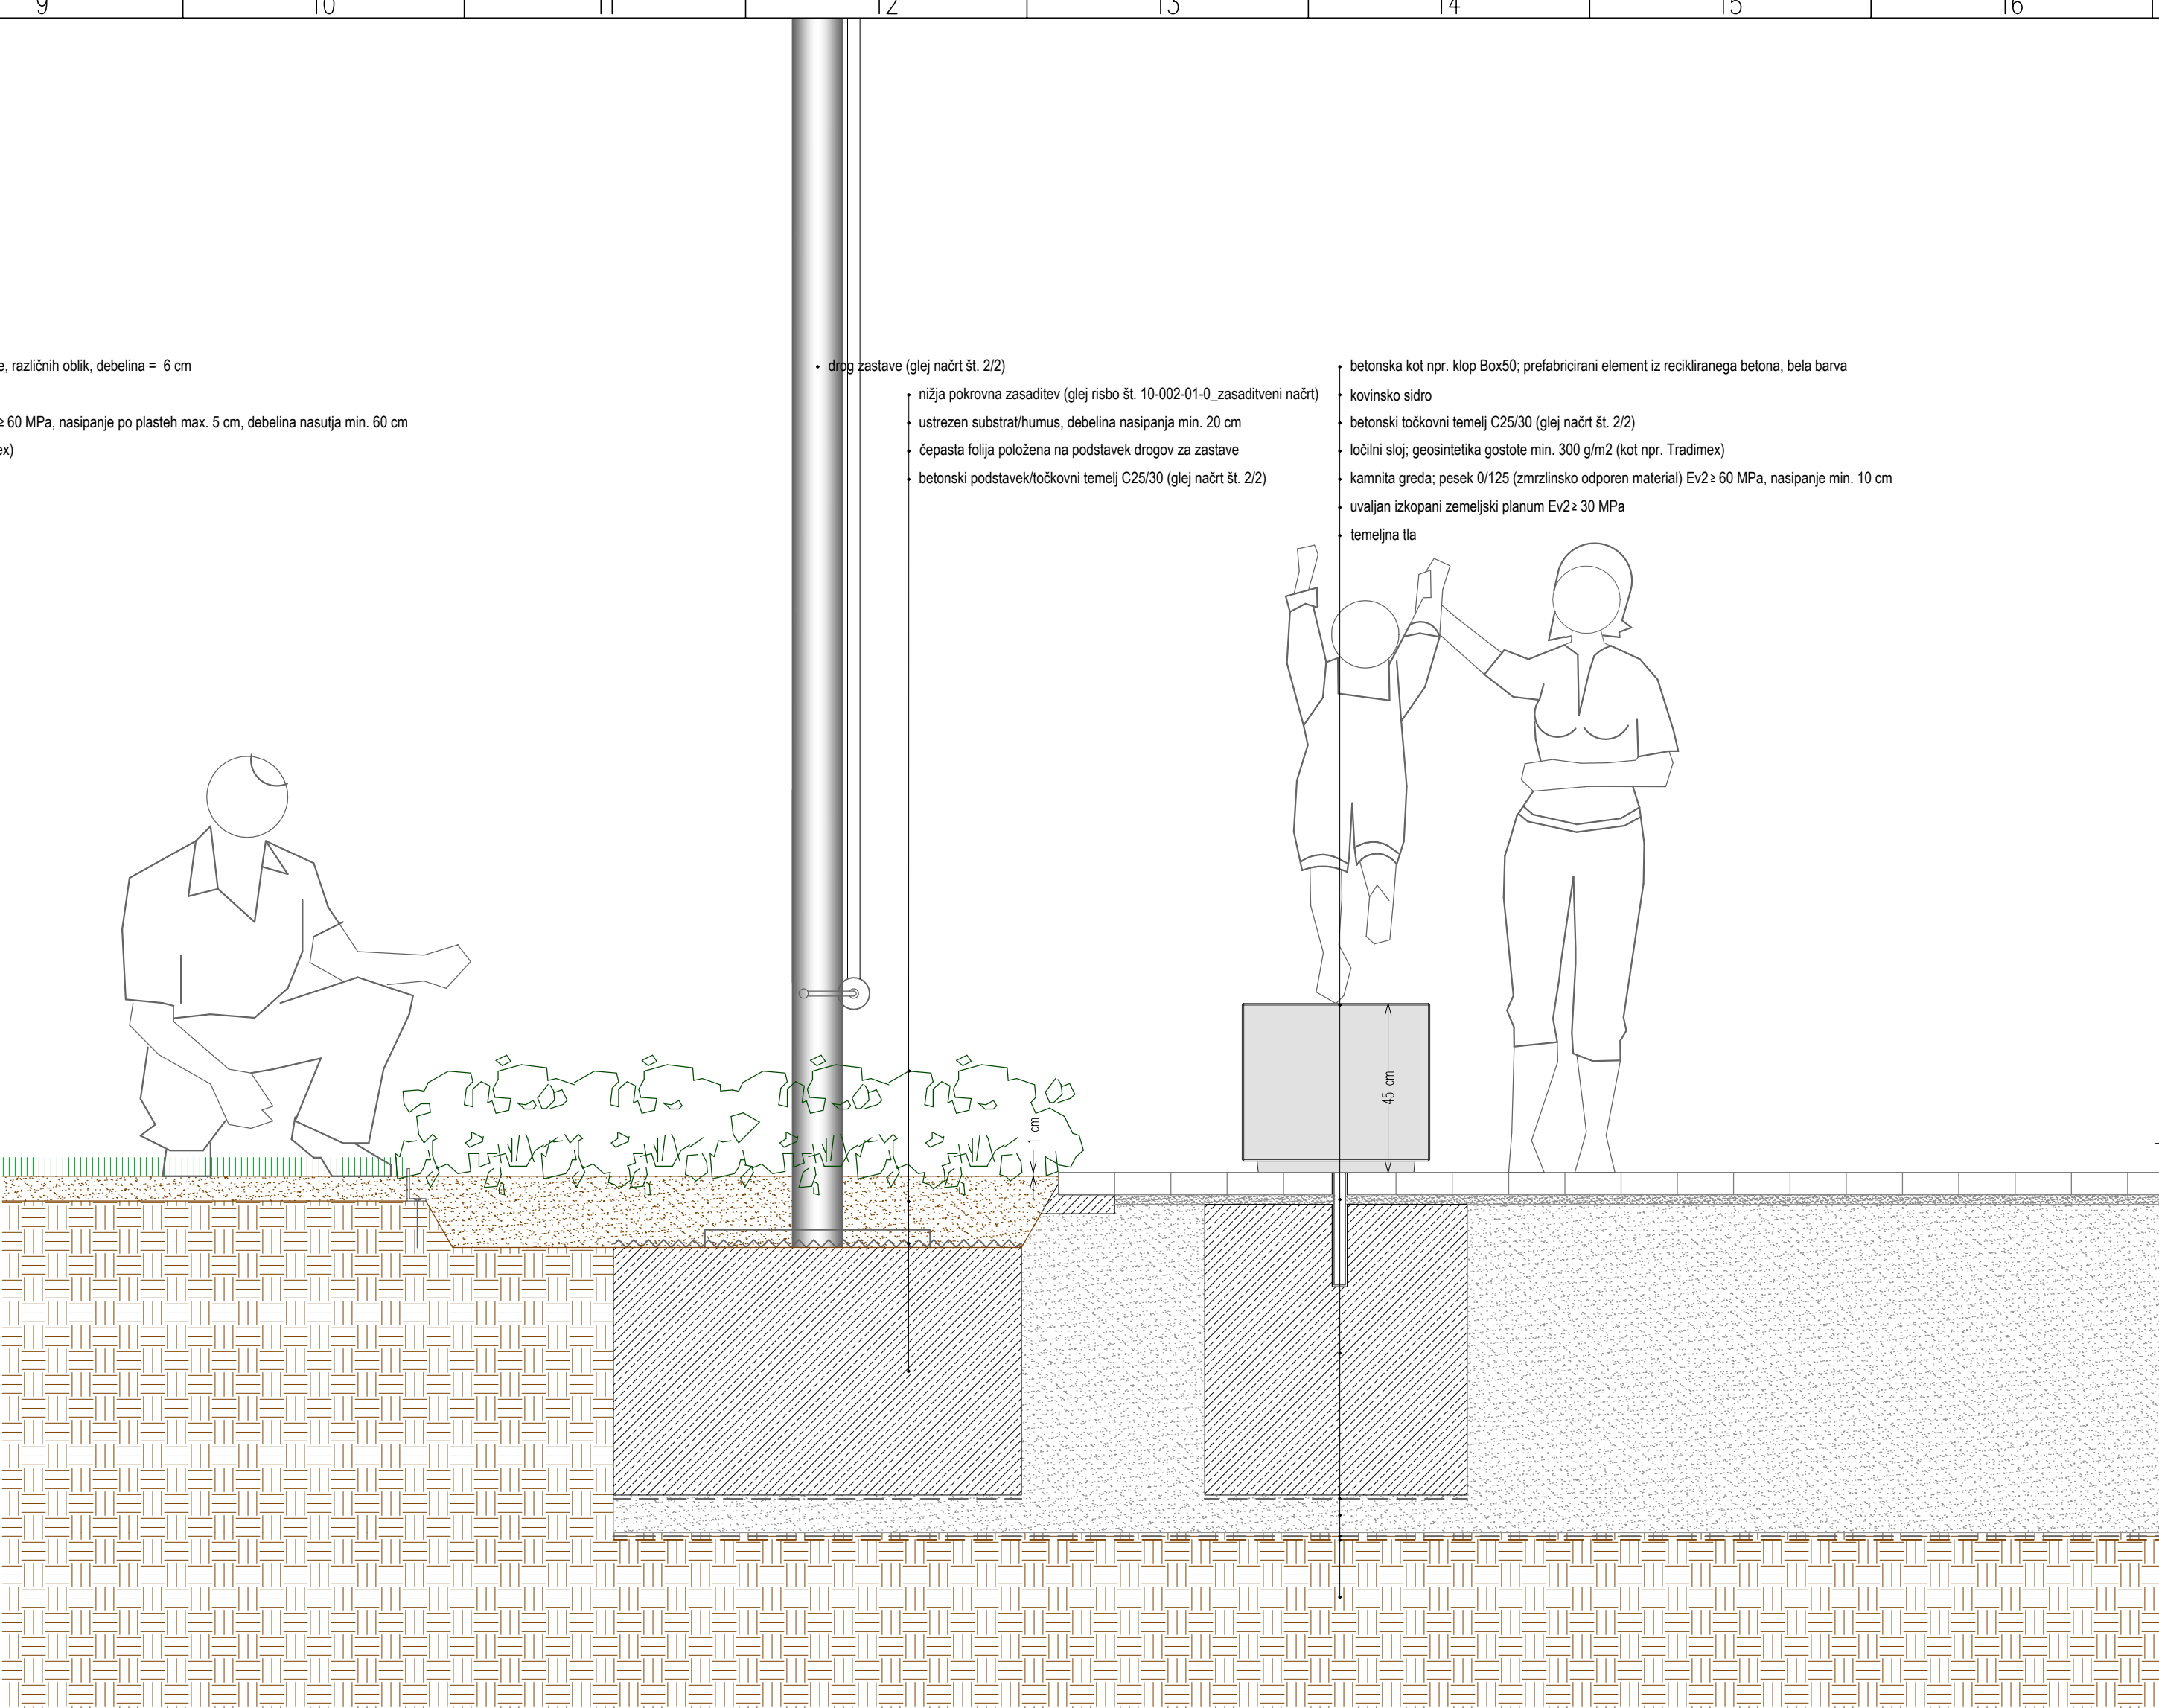 9 10 11 12 13 14 15 16
e, različnih oblik, debelina = 6 cm
≥ 60 MPa, nasipanje po plasteh max. 5 cm, debelina nasutja min. 60 cm
ex)
drog zastave (glej načrt št. 2/2)
nižja pokrovna zasaditev (glej risbo št. 10-002-01-0_zasaditveni načrt)
ustrezen substrat/humus, debelina nasipanja min. 20 cm
čepasta folija položena na podstavek drogov za zastave
betonski podstavek/točkovni temelj C25/30 (glej načrt št. 2/2)
betonska kot npr. klop Box50; prefabricirani element iz recikliranega betona, bela barva
kovinsko sidro
betonski točkovni temelj C25/30 (glej načrt št. 2/2)
ločilni sloj; geosintetika gostote min. 300 g/m2 (kot npr. Tradimex)
kamnita greda; pesek 0/125 (zmrzlinsko odporen material) Ev2 ≥ 60 MPa, nasipanje min. 10 cm
uvaljan izkopani zemeljski planum Ev2 ≥ 30 MPa
temeljna tla
1 cm
45 cm